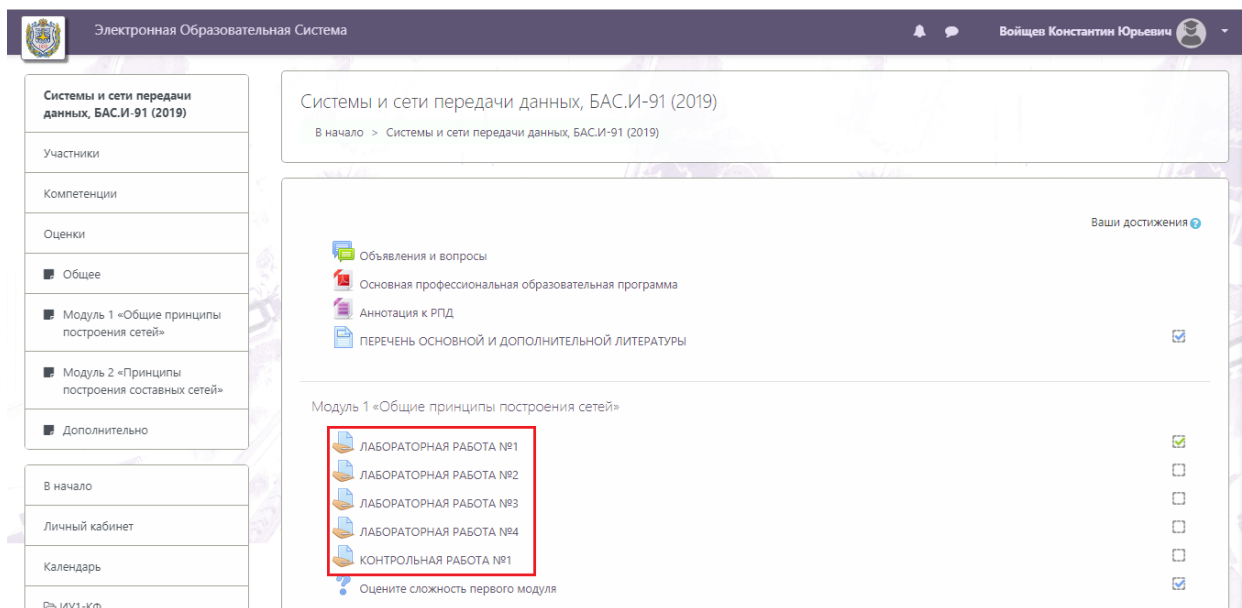 Электронная Образовательная Система
Войщев Константин Юрьевич
Системы и сети передачи
данных, БАС.И-91 (2019)
Участники
Компетенции
Оценки
Общее
Модуль 1 «Общие принципы
построения сетей»
Модуль 2 «Принципы
построения составных сетей»
Дополнительно
В начало
Личный кабинет
Календарь
ИУ1-КФ
Системы и сети передачи данных, БАС.И-91 (2019)
В начало > Системы и сети передачи данных, БАС.И-91 (2019)
Ваши достижения
Объявления и вопросы
Основная профессиональная образовательная программа
Аннотация к РПД
ПЕРЕЧЕНЬ ОСНОВНОЙ И ДОПОЛНИТЕЛЬНОЙ ЛИТЕРАТУРЫ
Модуль 1 «Общие принципы построения сетей»
ЛАБОРАТОРНАЯ РАБОТА №1
ЛАБОРАТОРНАЯ РАБОТА №2
ЛАБОРАТОРНАЯ РАБОТА №3
ЛАБОРАТОРНАЯ РАБОТА №4
КОНТРОЛЬНАЯ РАБОТА №1
Оцените сложность первого модуля